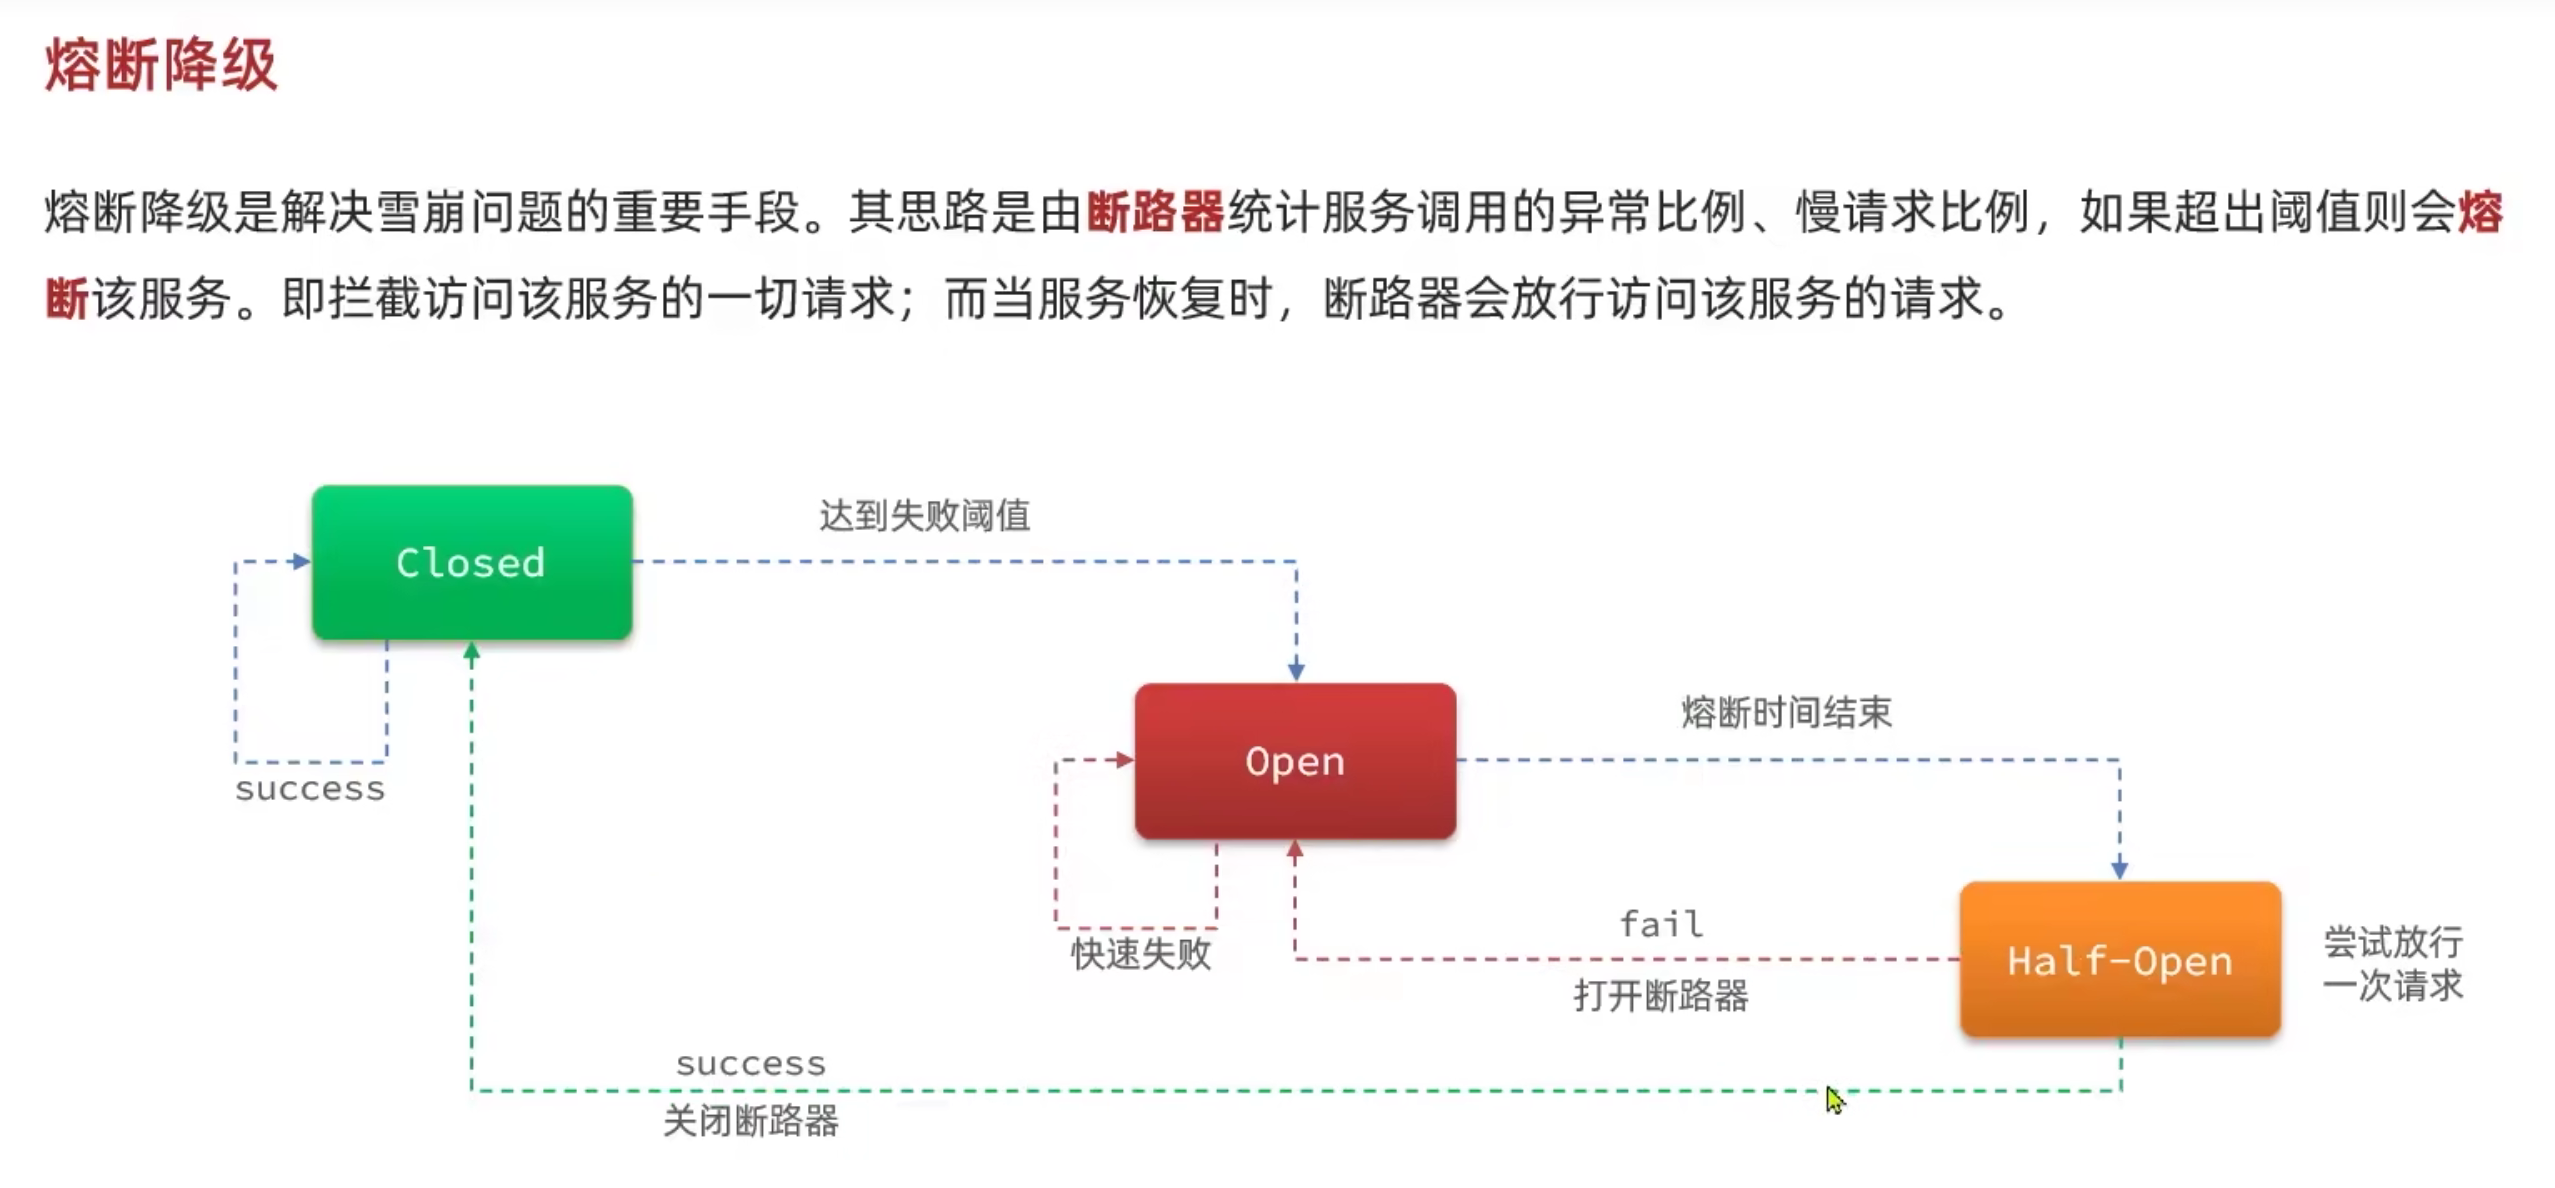 熔断降级
熔断降级是解决雪崩问题的重要手段。其思路是由断路器统计服务调用的异常比例、慢请求比例，如果超出阈值则会熔
断该服务。即拦截访问该服务的一切请求；而当服务恢复时，断路器会放行访问该服务的请求。
达到失败阈值
Closed
熔断时间结束
Open
success
fail
快速失败
打开断路器
Half-Open
尝试放行
一次请求
success
关闭断路器